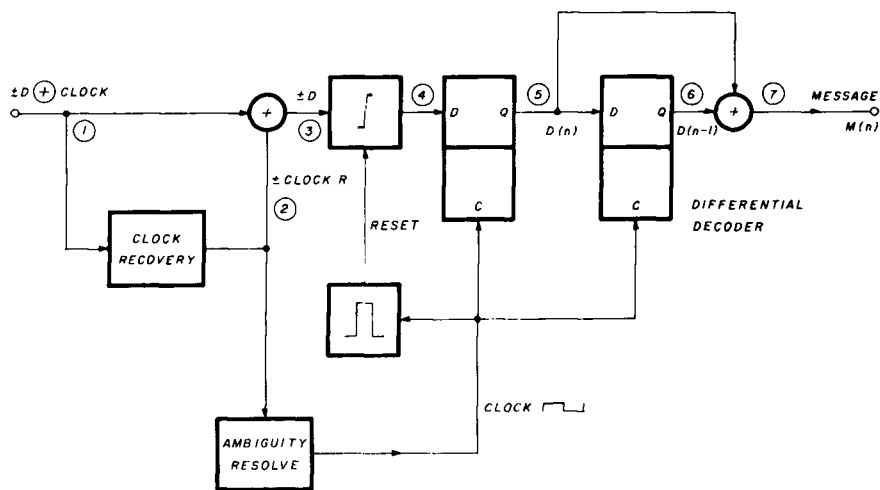 ±D ⊕ CLOCK
①
+
±D
③
④
D
Q
⑤
D(n)
D
Q
⑥
D(n-1)
+
⑦
MESSAGE
M(n)
± CLOCK R
②
CLOCK
RECOVERY
RESET
C
C
DIFFERENTIAL
DECODER
CLOCK
AMBIGUITY
RESOLVE